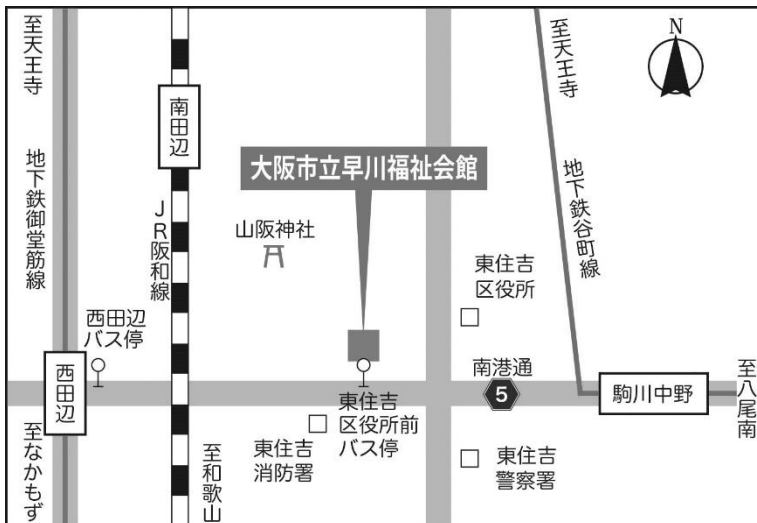 至天王寺
地下鉄御堂筋線
西田辺
至なかもず
西田辺
バス停
南田辺
JR阪和線
至和歌山
大阪市立早川福祉会館
山阪神社
東住吉
区役所前
バス停
東住吉
消防署
東住吉
区役所
南港通
5
東住吉
警察署
至天王寺
地下鉄谷町線
駒川中野
至八尾南
N